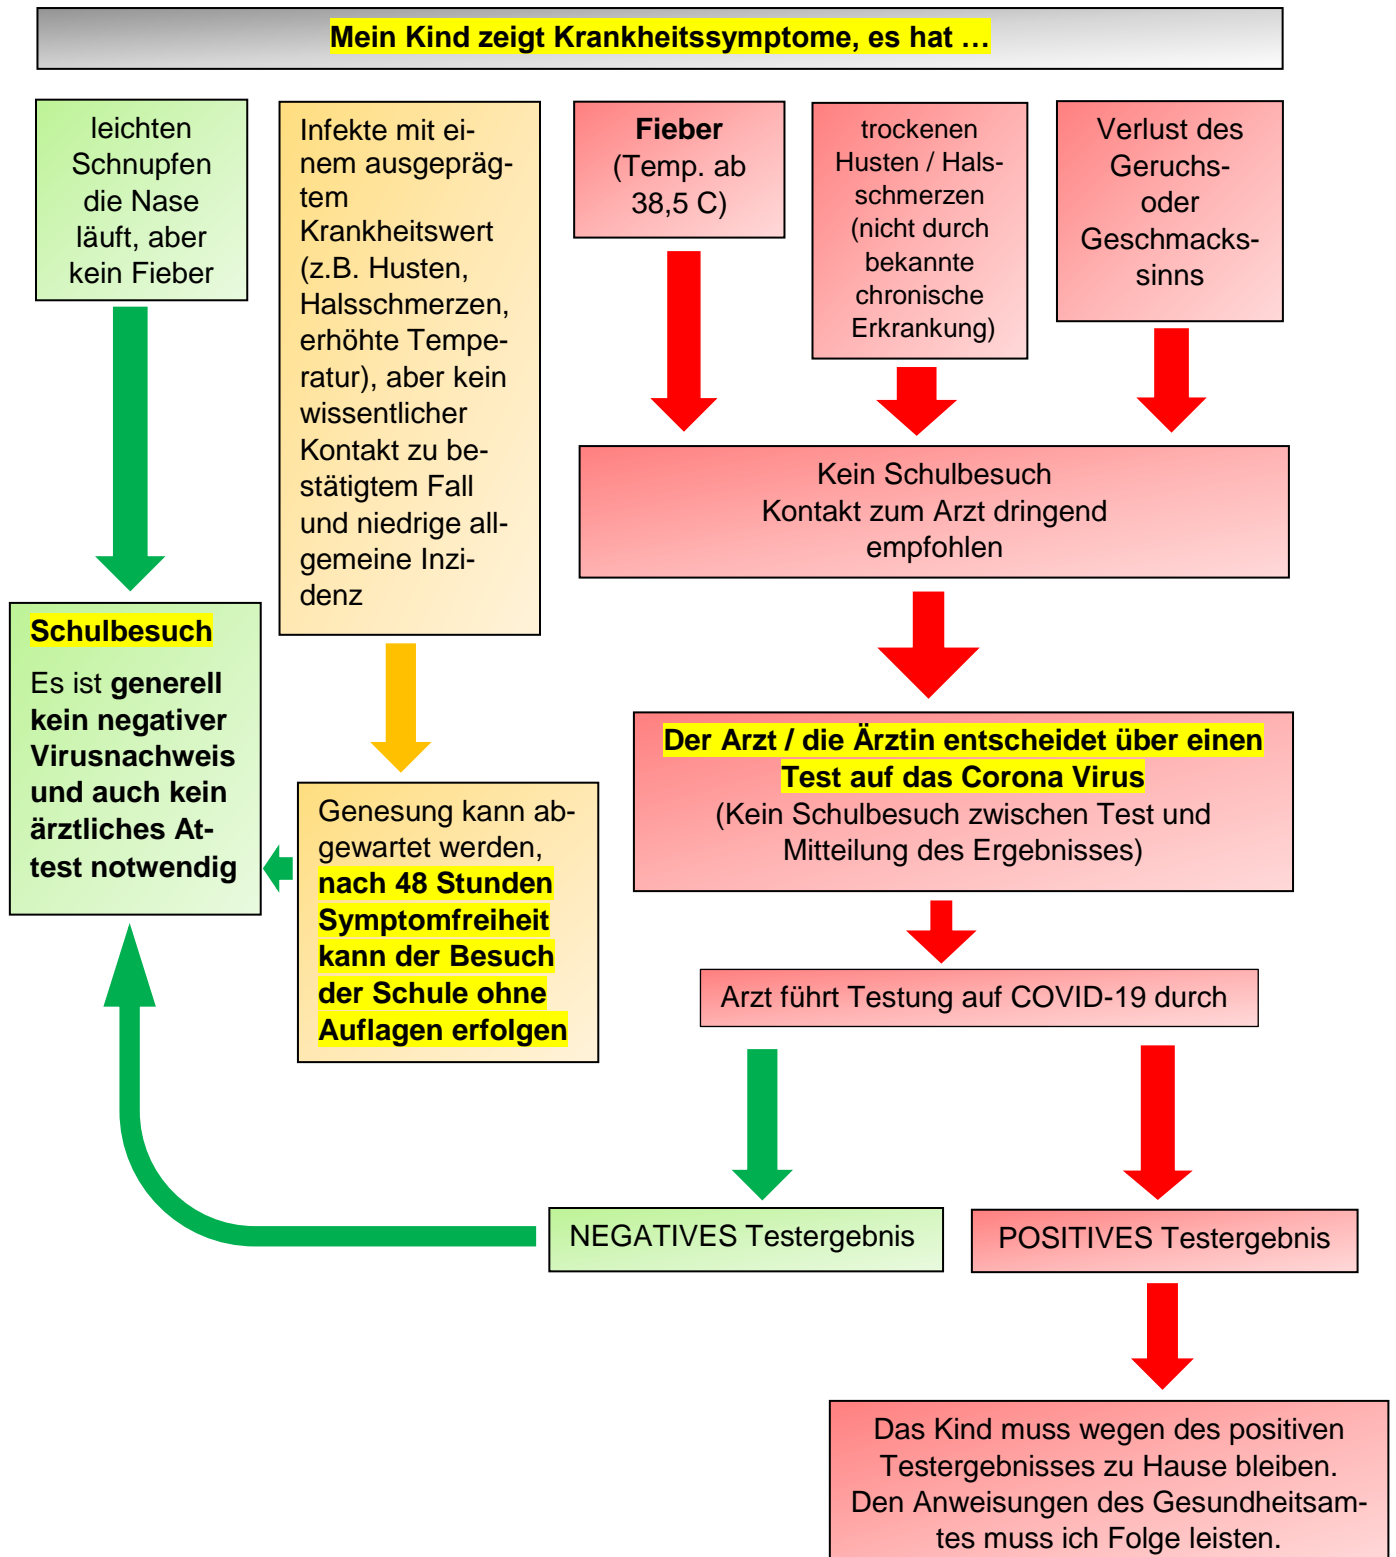 Mein Kind zeigt Krankheitssymptome, es hat …
leichten
Schnupfen
die Nase
läuft, aber
kein Fieber
Infekte mit ei-
nem ausgepräg-
tem
Krankheitswert
(z.B. Husten,
Halsschmerzen,
erhöhte Tempe-
ratur), aber kein
wissentlicher
Kontakt zu be-
stätigtem Fall
und niedrige all-
gemeine Inzi-
denz
Fieber
(Temp. ab
38,5 C)
trockenen
Husten / Hals-
schmerzen
(nicht durch
bekannte
chronische
Erkrankung)
Verlust des
Geruchs-
oder
Geschmacks-
sinns
Kein Schulbesuch
Kontakt zum Arzt dringend
empfohlen
Schulbesuch
Es ist generell
kein negativer
Virusnachweis
und auch kein
ärztliches At-
test notwendig
Genesung kann ab-
gewartet werden,
nach 48 Stunden
Symptomfreiheit
kann der Besuch
der Schule ohne
Auflagen erfolgen
Der Arzt / die Ärztin entscheidet über einen
Test auf das Corona Virus
(Kein Schulbesuch zwischen Test und
Mitteilung des Ergebnisses)
Arzt führt Testung auf COVID-19 durch
NEGATIVES Testergebnis
POSITIVES Testergebnis
Das Kind muss wegen des positiven
Testergebnisses zu Hause bleiben.
Den Anweisungen des Gesundheitsam-
tes muss ich Folge leisten.